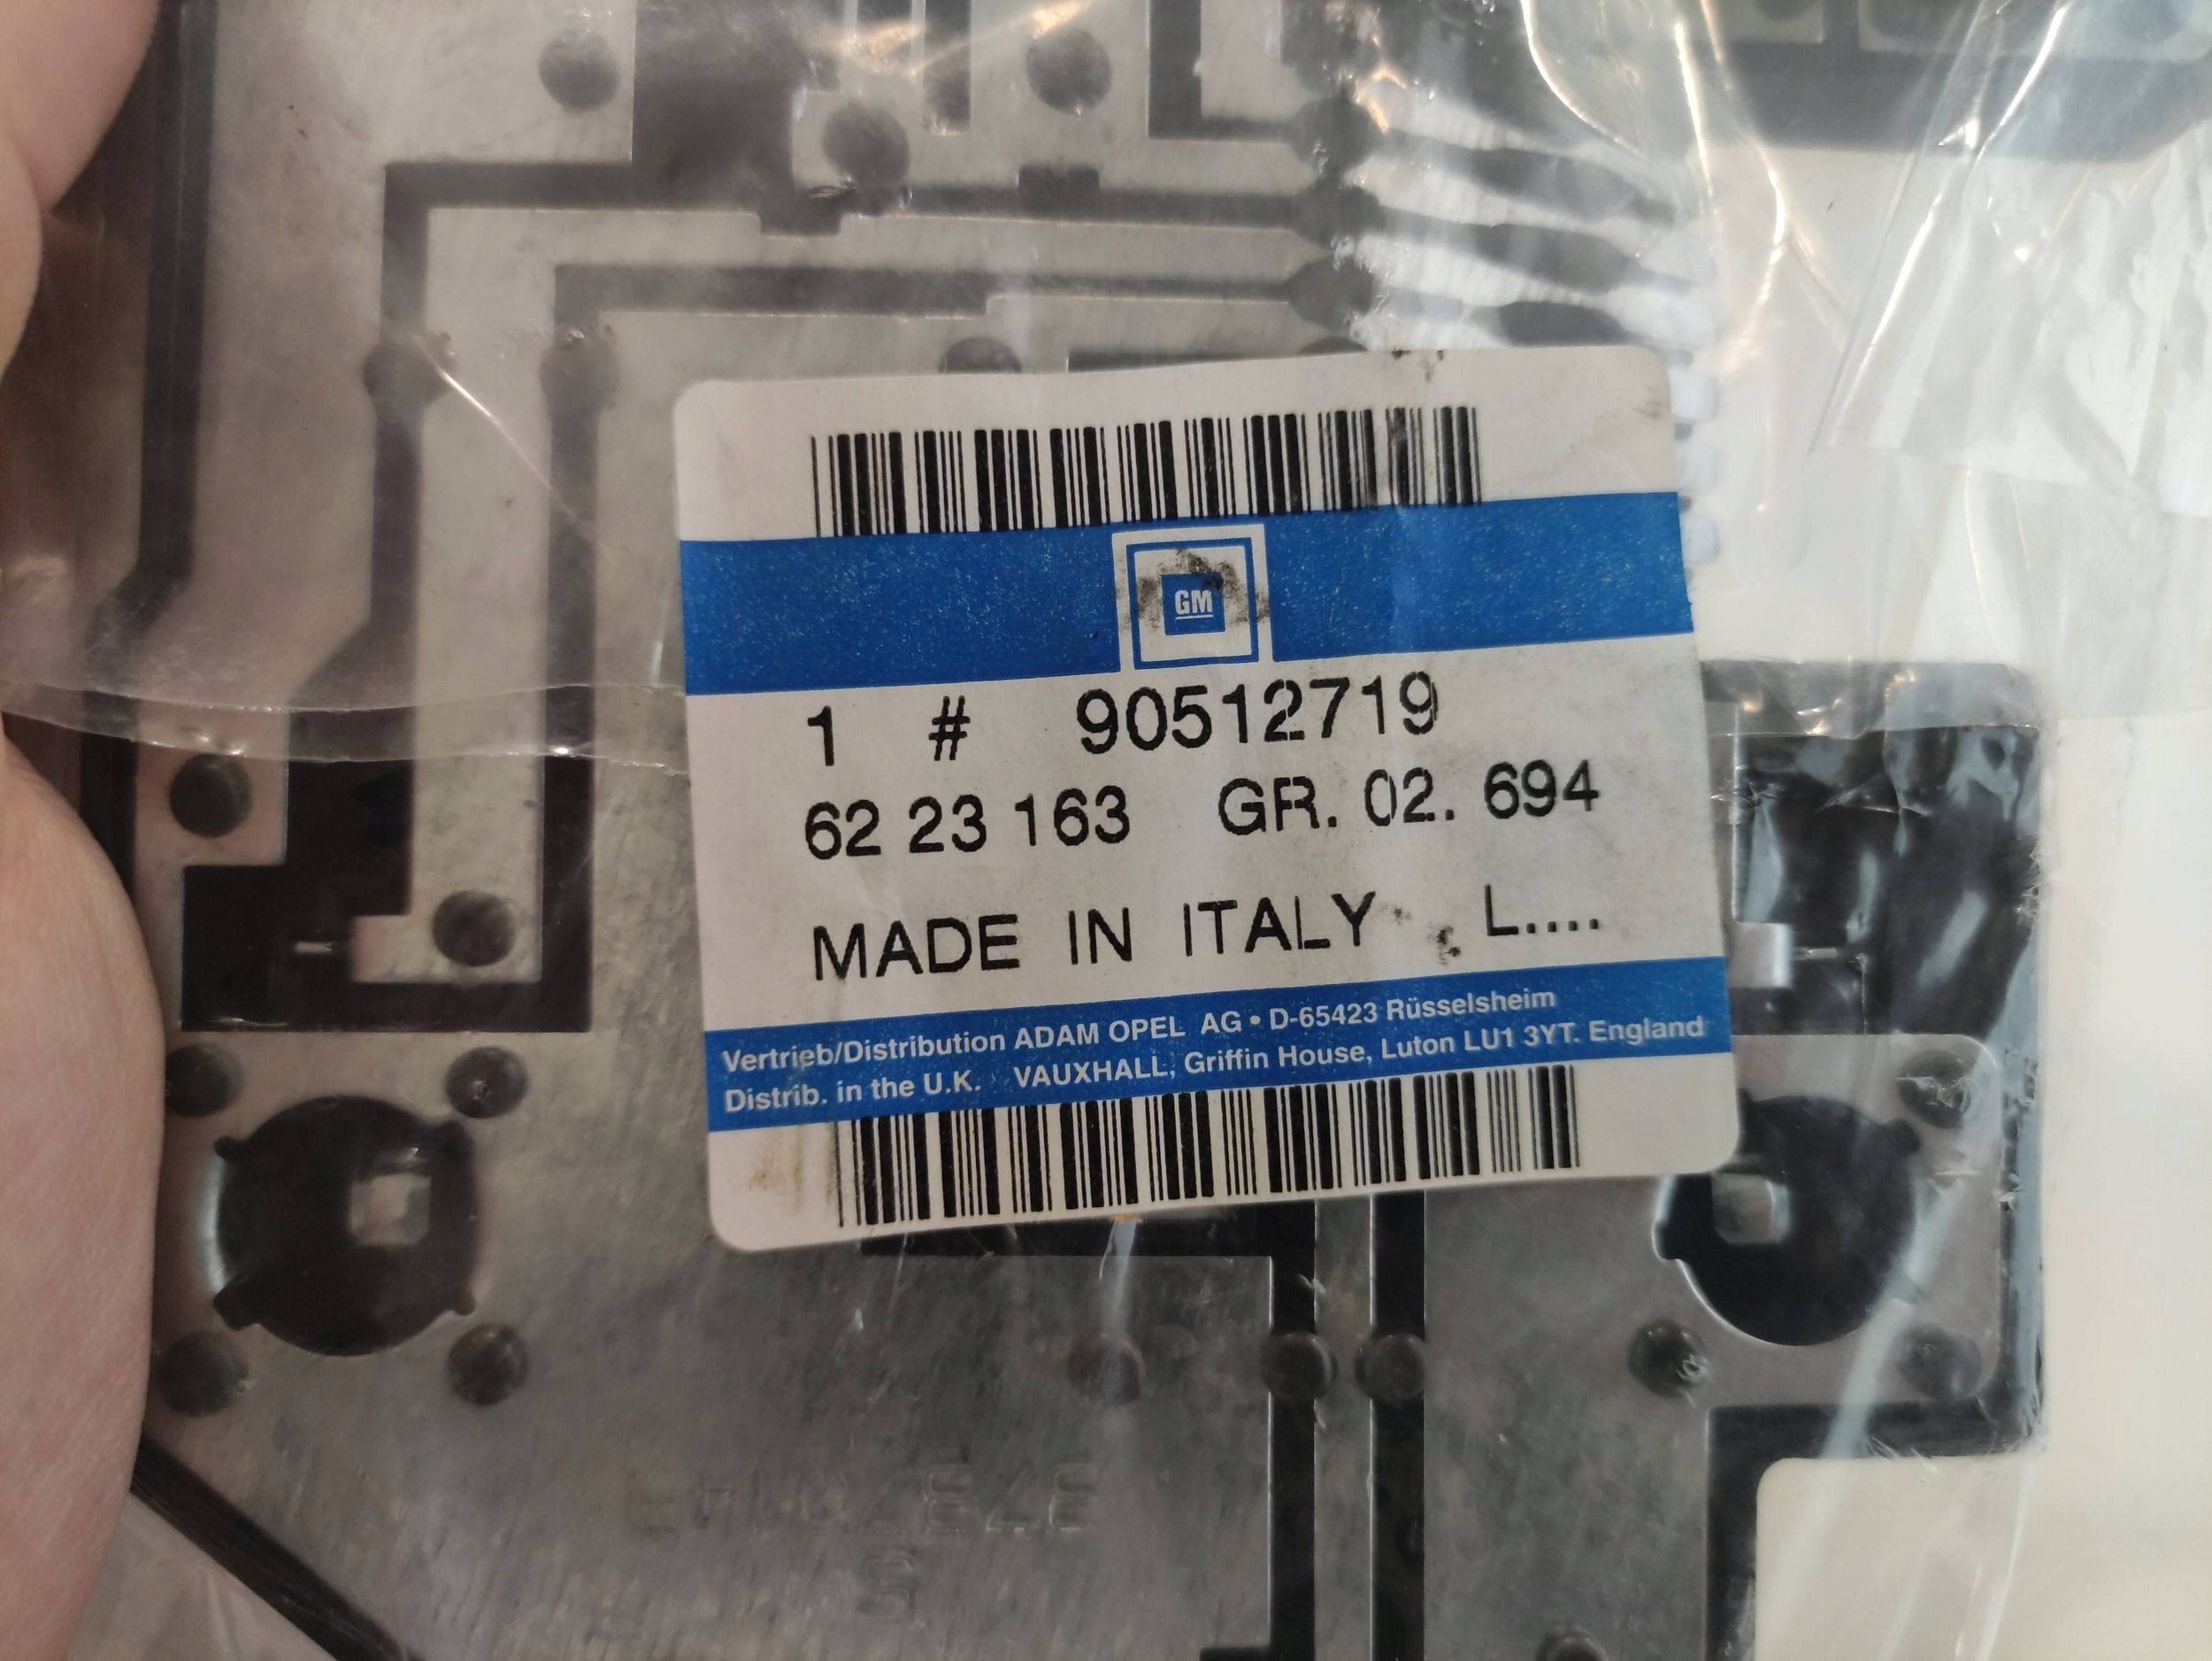 GM
1 # 90512719
62 23 163 GR. 02. 694
MADE IN ITALY L....
Vertrieb/Distribution ADAM OPEL AG • D-65423 Rüsselsheim
Distrib. in the U.K. VAUXHALL, Griffin House, Luton LU1 3YT. England